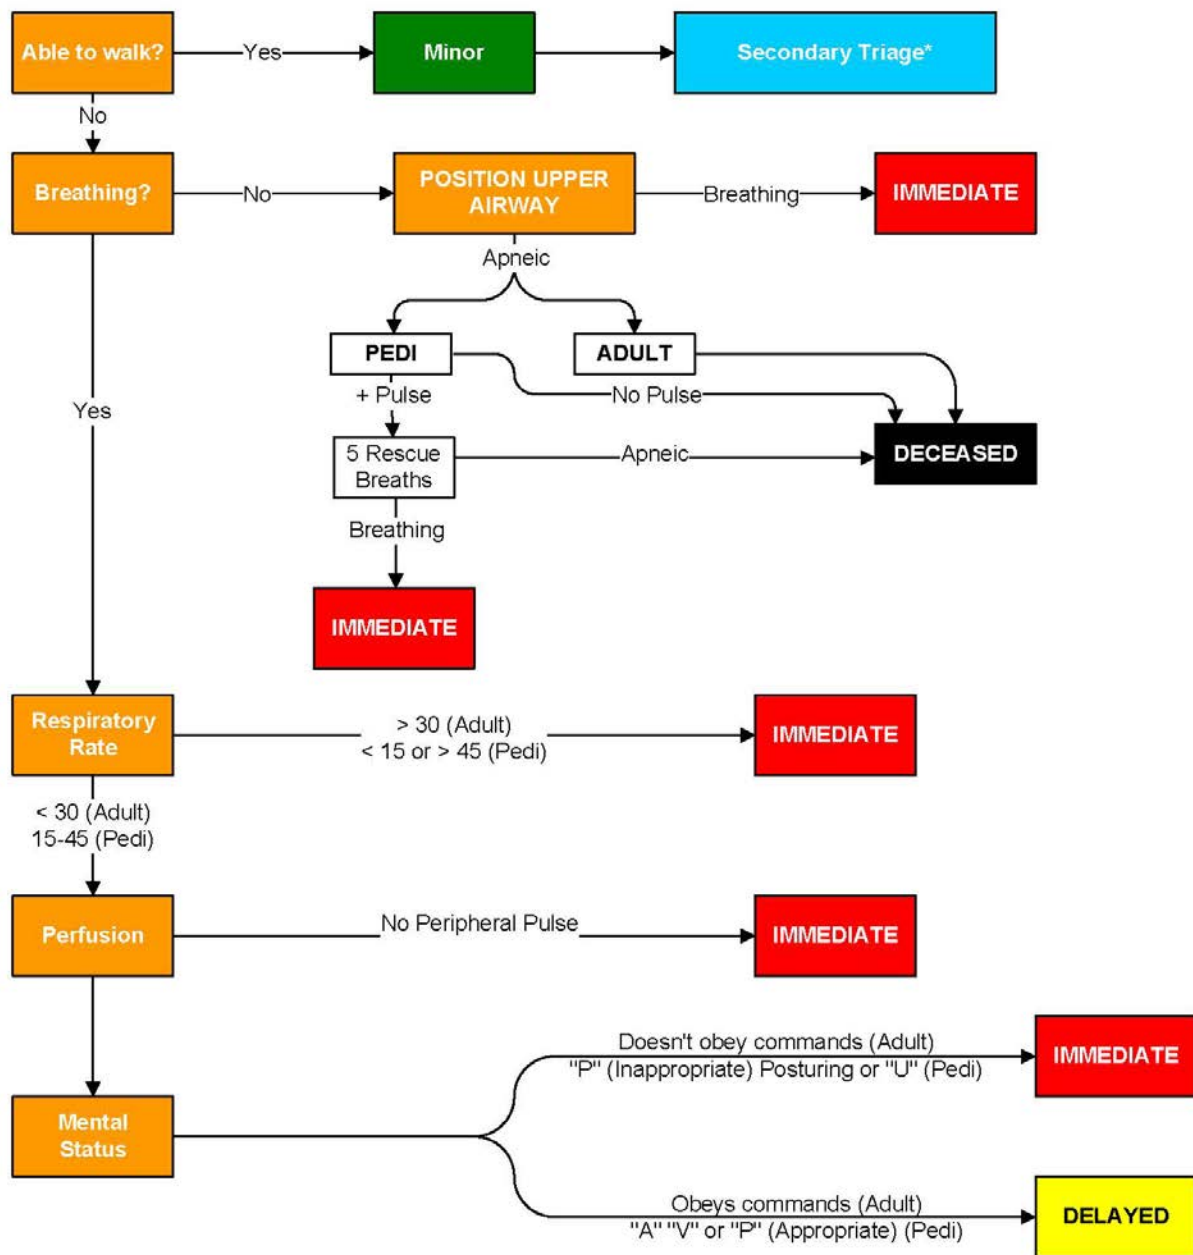 Able to walk?
Yes
Minor
Secondary Triage*
No
Breathing?
No
POSITION UPPER
AIRWAY
Breathing
IMMEDIATE
Apneic
PEDI
ADULT
+ Pulse
No Pulse
Yes
5 Rescue
Breaths
Apneic
DECEASED
Breathing
IMMEDIATE
Respiratory
Rate
> 30 (Adult)
< 15 or > 45 (Pedi)
IMMEDIATE
< 30 (Adult)
15-45 (Pedi)
Perfusion
No Peripheral Pulse
IMMEDIATE
Mental
Status
Doesn't obey commands (Adult)
"P" (Inappropriate) Posturing or "U" (Pedi)
IMMEDIATE
Obeys commands (Adult)
"A" "V" or "P" (Appropriate) (Pedi)
DELAYED